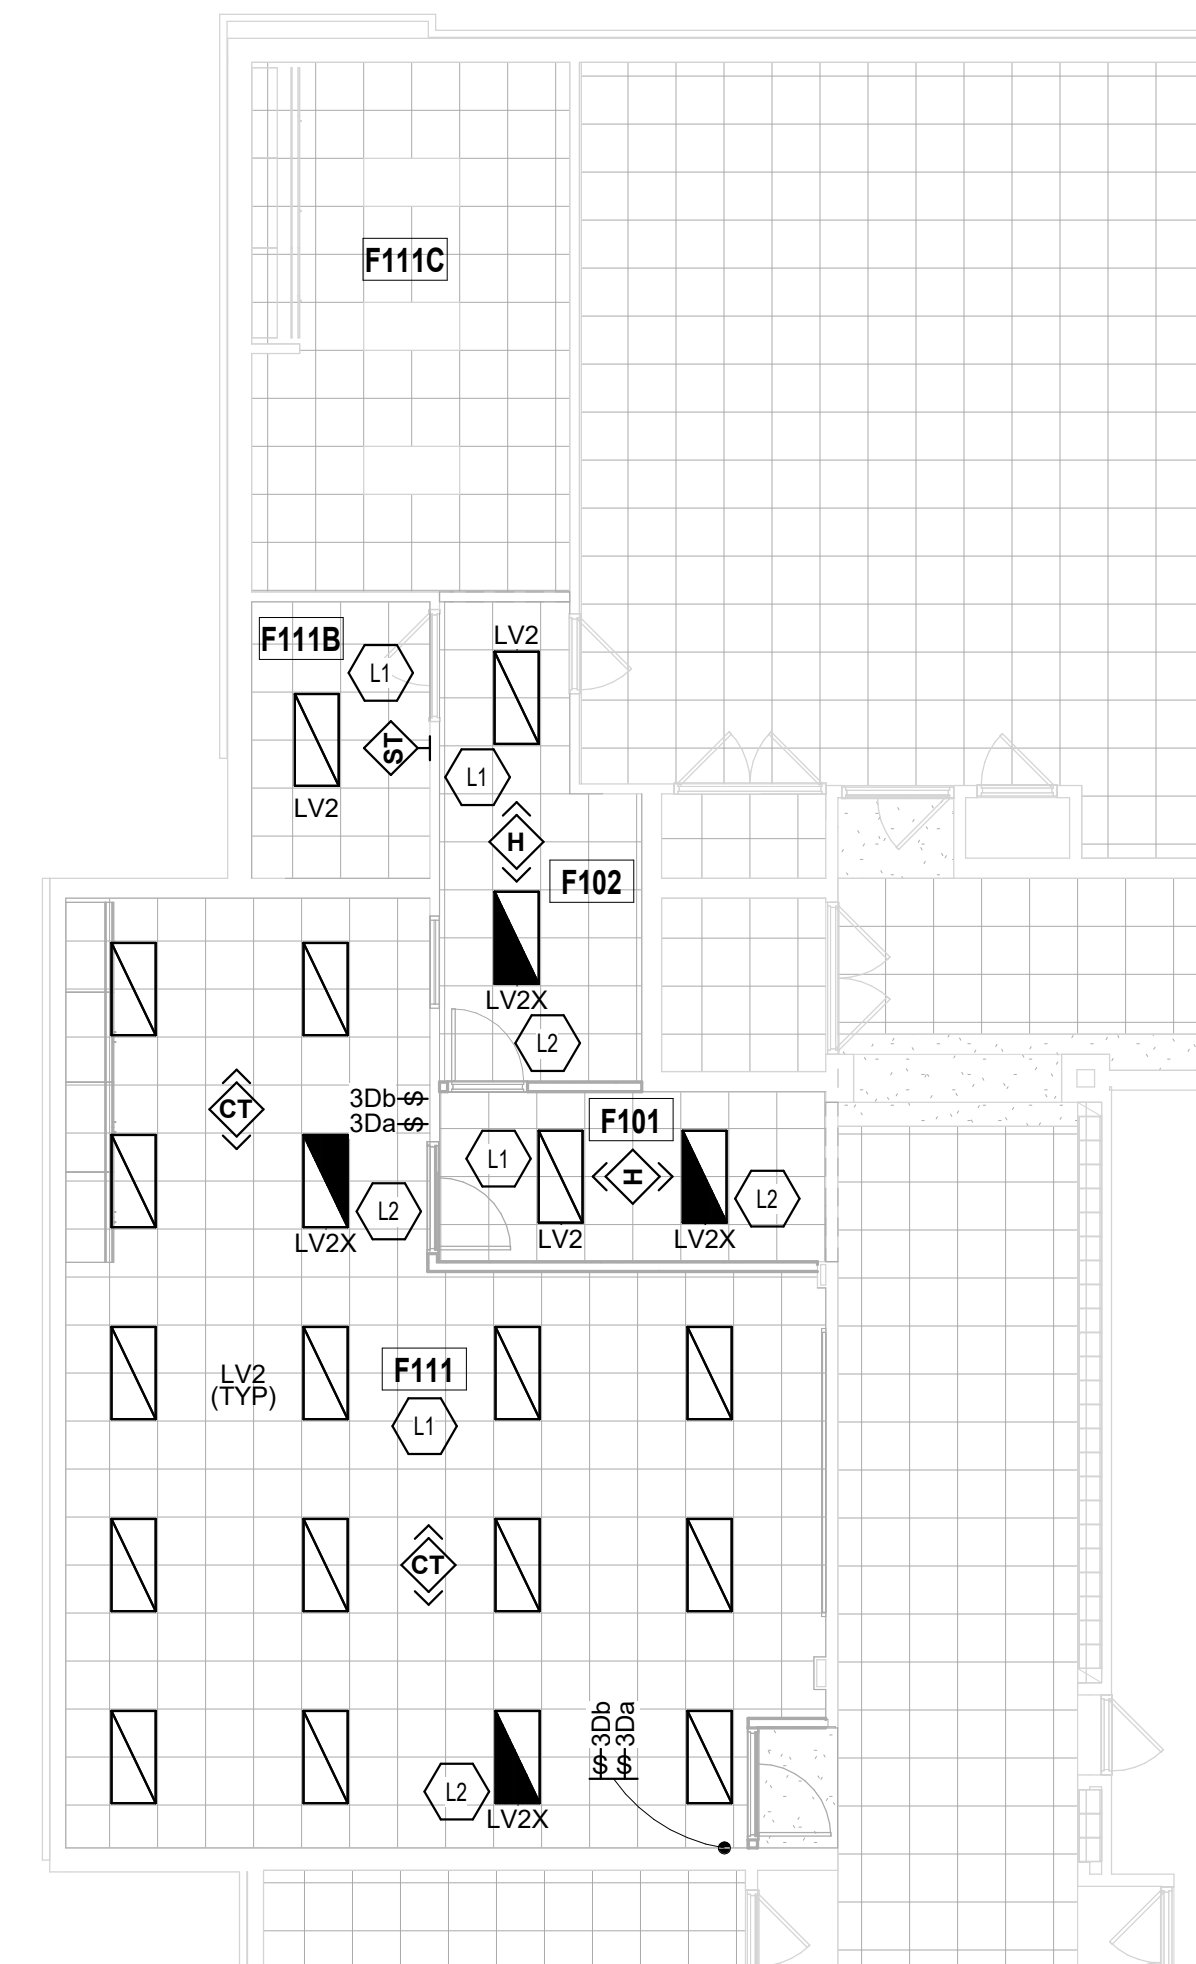 F111C
F111B
L1
LV2
ST
LV2
L1
H
F102
LV2X
L2
CT
3Db $
3Da $
F101
L1
H
L2
LV2
LV2X
L2
LV2X
LV2
(TYP)
F111
L1
CT
$ 3Db
$ 3Da
L2
LV2X